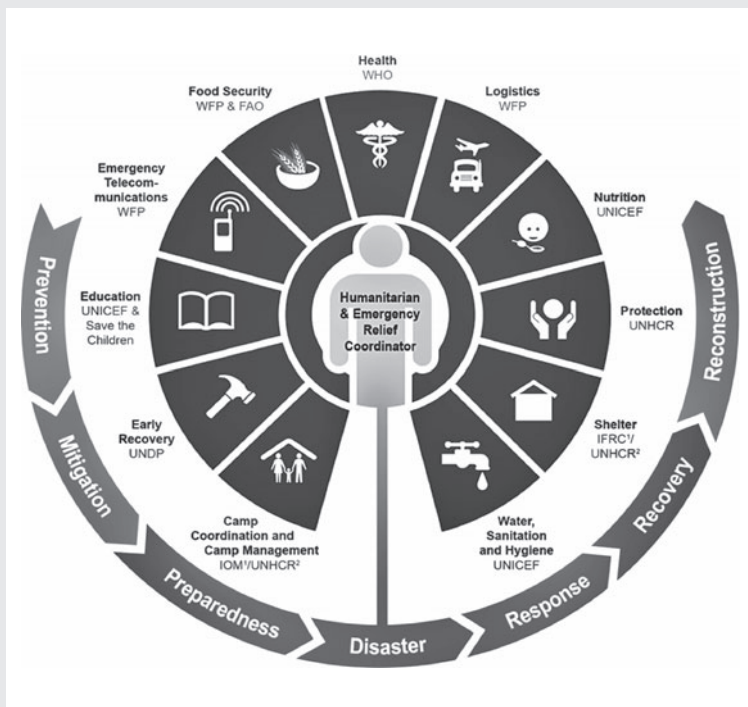 Health
WHO
Logistics
WFP
Nutrition
UNICEF
Protection
UNHCR
Shelter
IFRC¹/
UNHCR²
Water,
Sanitation
and Hygiene
UNICEF
Camp
Coordination and
Camp Management
IOM¹/UNHCR²
Early
Recovery
UNDP
Education
UNICEF &
Save the
Children
Emergency
Telecom-
munications
WFP
Food Security
WFP & FAO
Humanitarian
& Emergency
Relief
Coordinator
Prevention
Mitigation
Preparedness
Disaster
Response
Recovery
Reconstruction